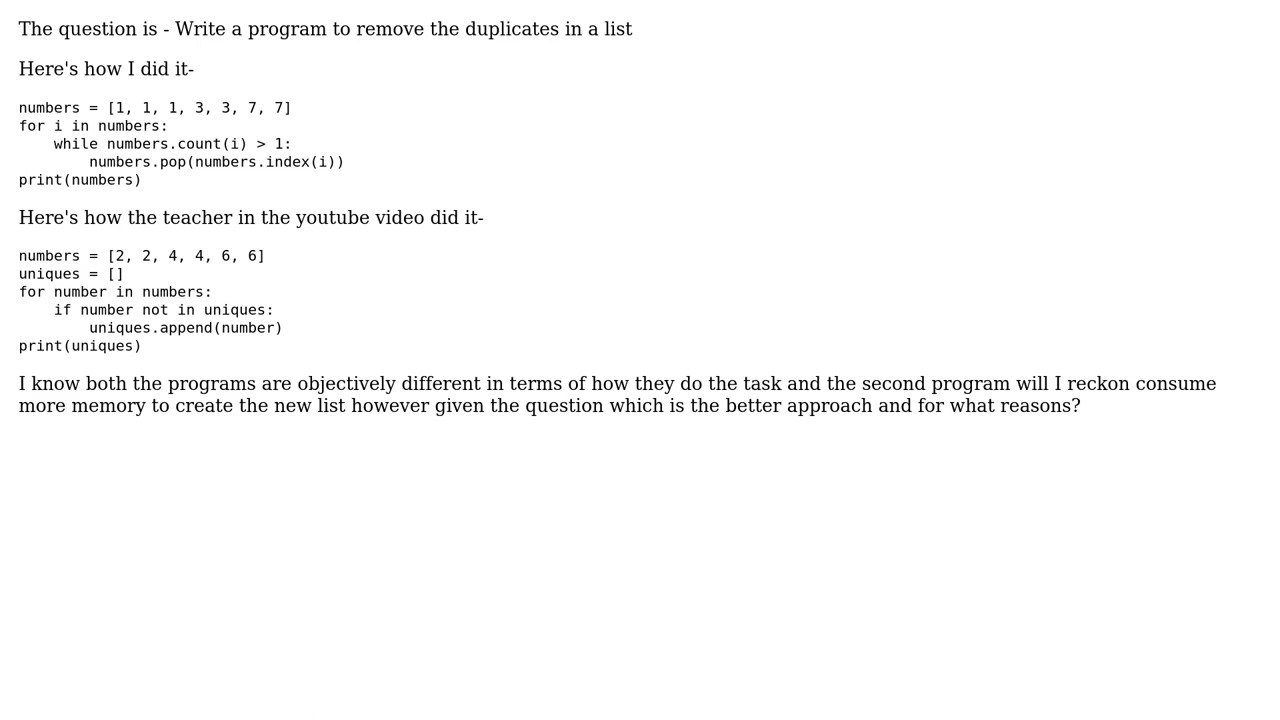 The question is - Write a program to remove the duplicates in a list
Here's how I did it-
numbers = [1, 1, 1, 3, 3, 7, 7]
for i in numbers:
    while numbers.count(i) > 1:
        numbers.pop(numbers.index(i))
print(numbers)
Here's how the teacher in the youtube video did it-
numbers = [2, 2, 4, 4, 6, 6]
uniques = []
for number in numbers:
    if number not in uniques:
        uniques.append(number)
print(uniques)
I know both the programs are objectively different in terms of how they do the task and the second program will I reckon consume
more memory to create the new list however given the question which is the better approach and for what reasons?